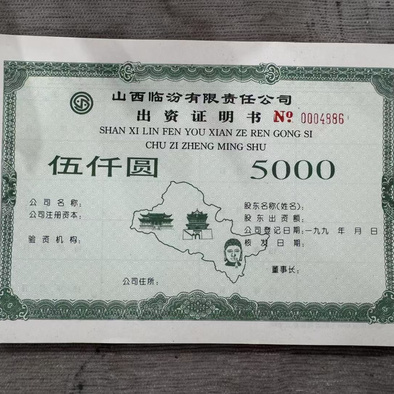 山西临汾有限责任公司
出资证明书 № 0004886
SHAN XI LIN FEN YOU XIAN ZE REN GONG SI
CHU ZI ZHENG MING SHU
伍仟圆 5000
公司名称: 股东名称(姓名):
公司注册资本: 股东出资额:
公司登记日期:一九九 年 月 日
验资机构: 核发日期:
董事长:
公司住所: